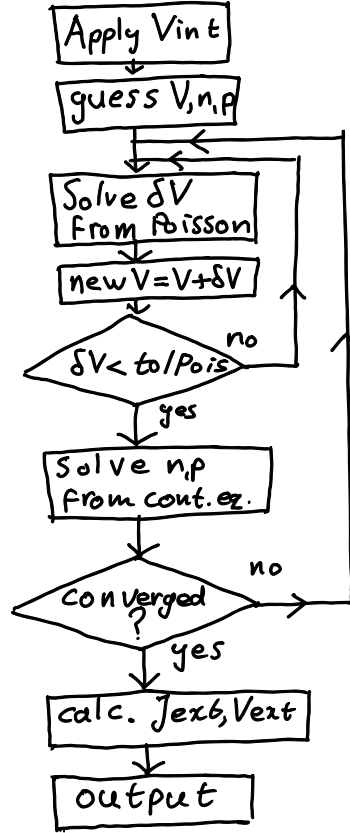 Apply Vint
guess V,n,p
Solve δV
from Poisson
new V=V+δV
no
δV< tolPois
yes
solve n,p
from cont.eq.
no
converged
?
yes
calc. Jext,Vext
output